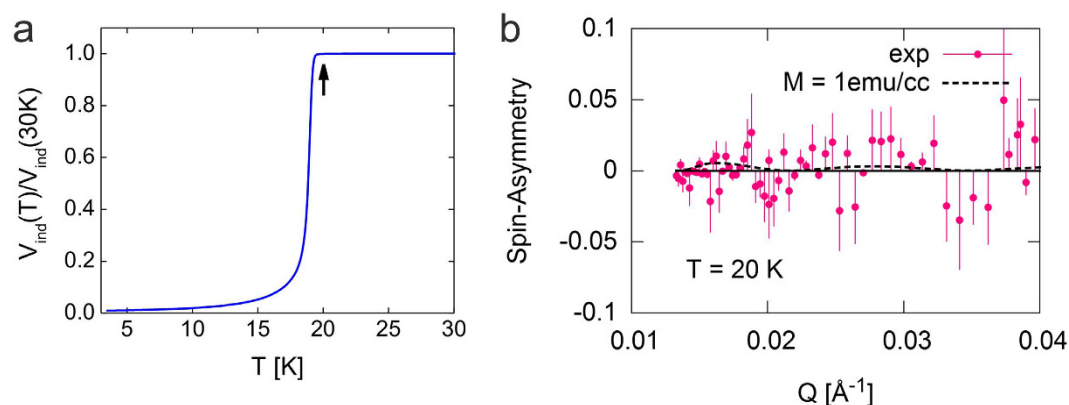 a
1.0
0.8
0.6
0.4
0.2
0.0
V_ind(T)/V_ind(30K)
5 10 15 20 25 30
T [K]
b
0.1
0.05
0
-0.05
-0.1
Spin-Asymmetry
exp
M = 1emu/cc
T = 20 K
0.01 0.02 0.03 0.04
Q [Å⁻¹]